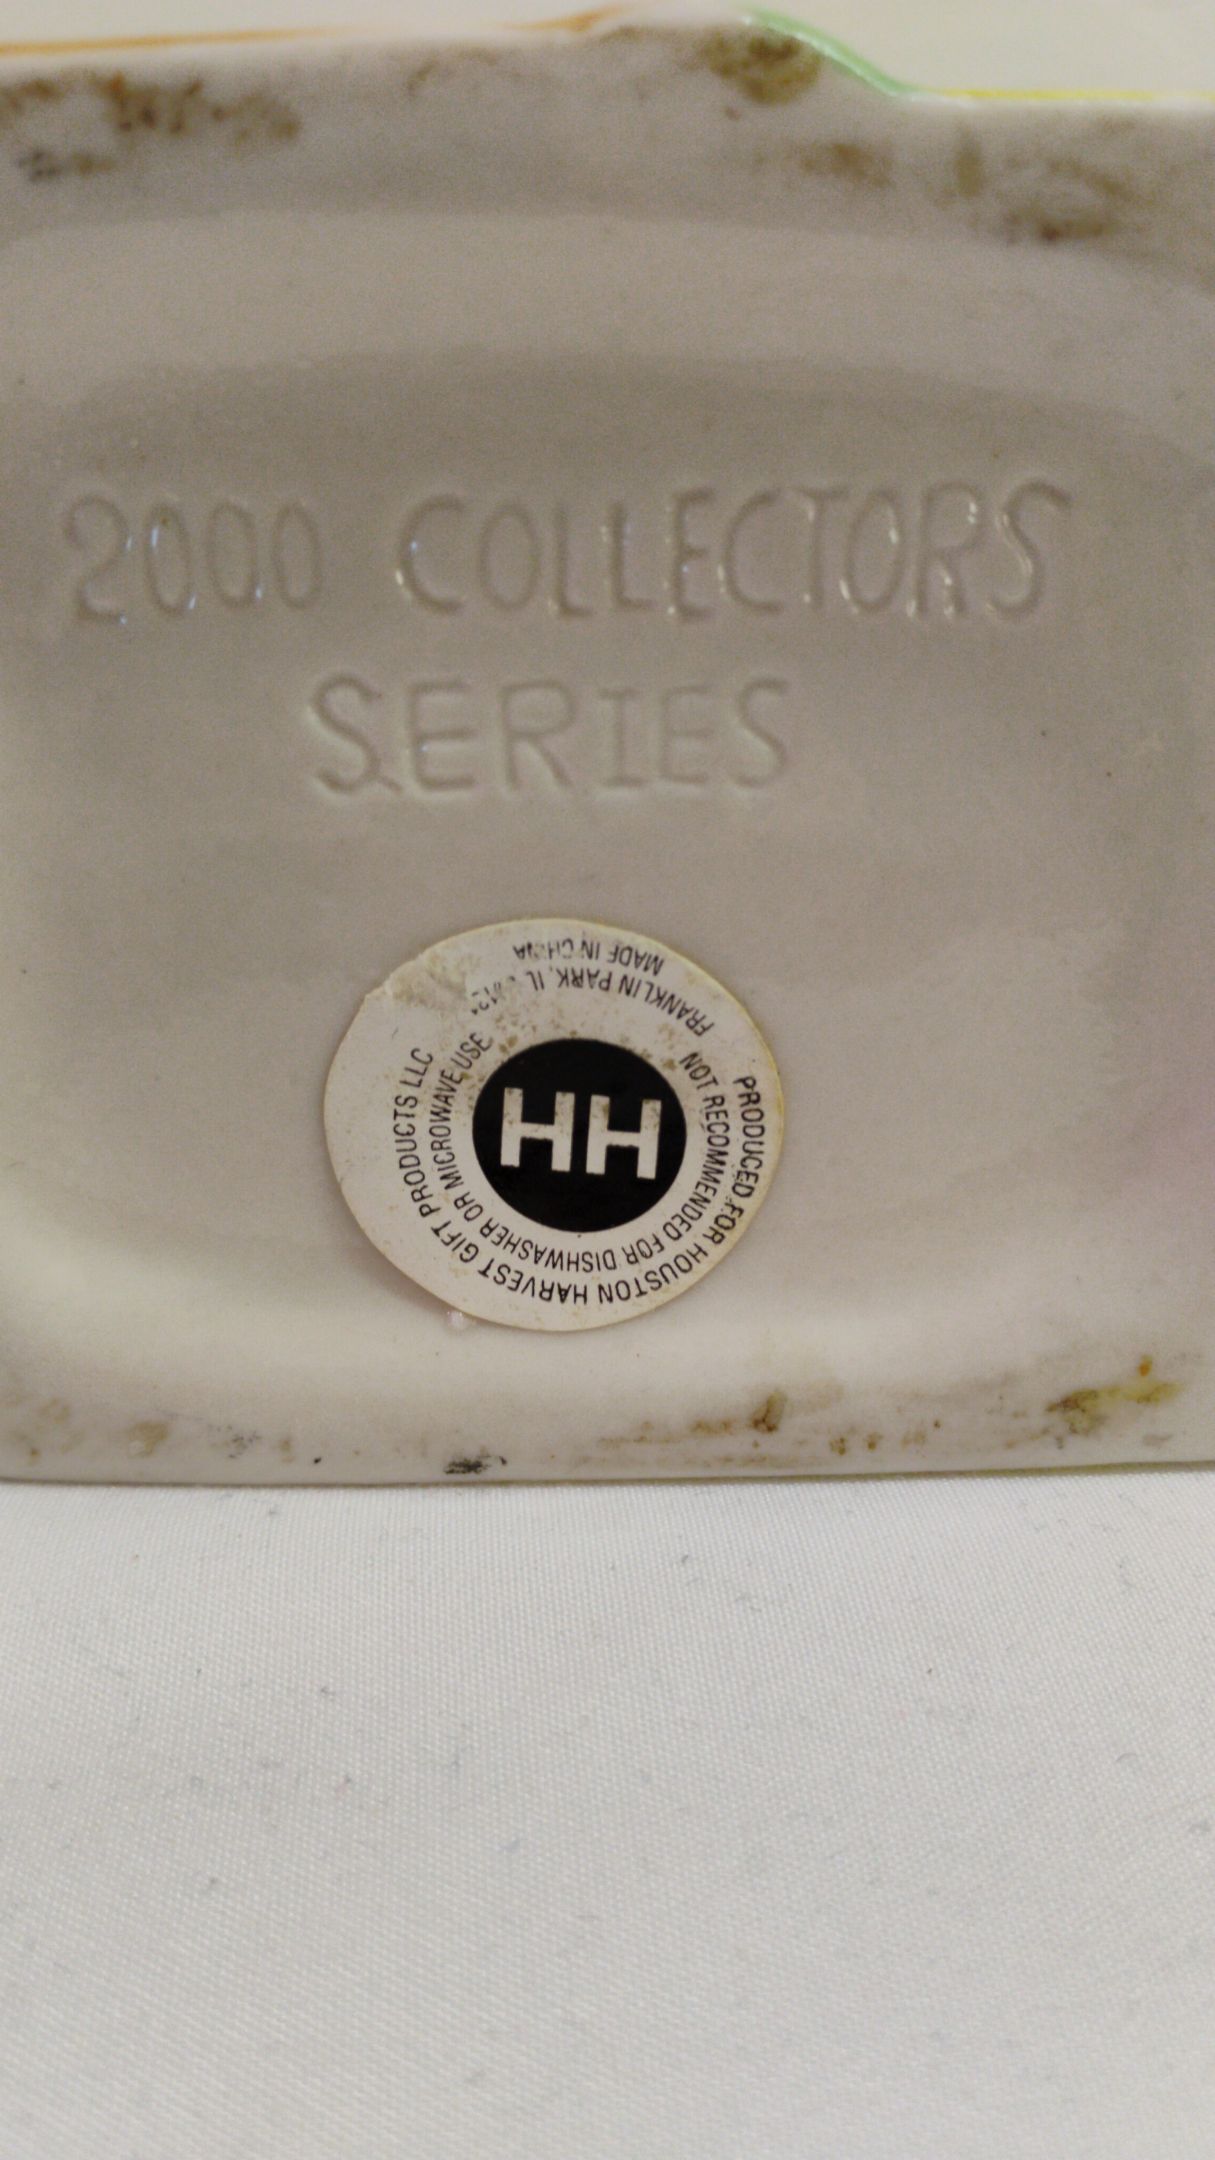 2000 COLLECTORS
SERIES
PRODUCED FOR HOUSTON HARVEST GIFT PRODUCTS LLC
NOT RECOMMENDED FOR DISHWASHER OR MICROWAVE USE
FRANKLIN PARK, IL
MADE IN CHINA
HH